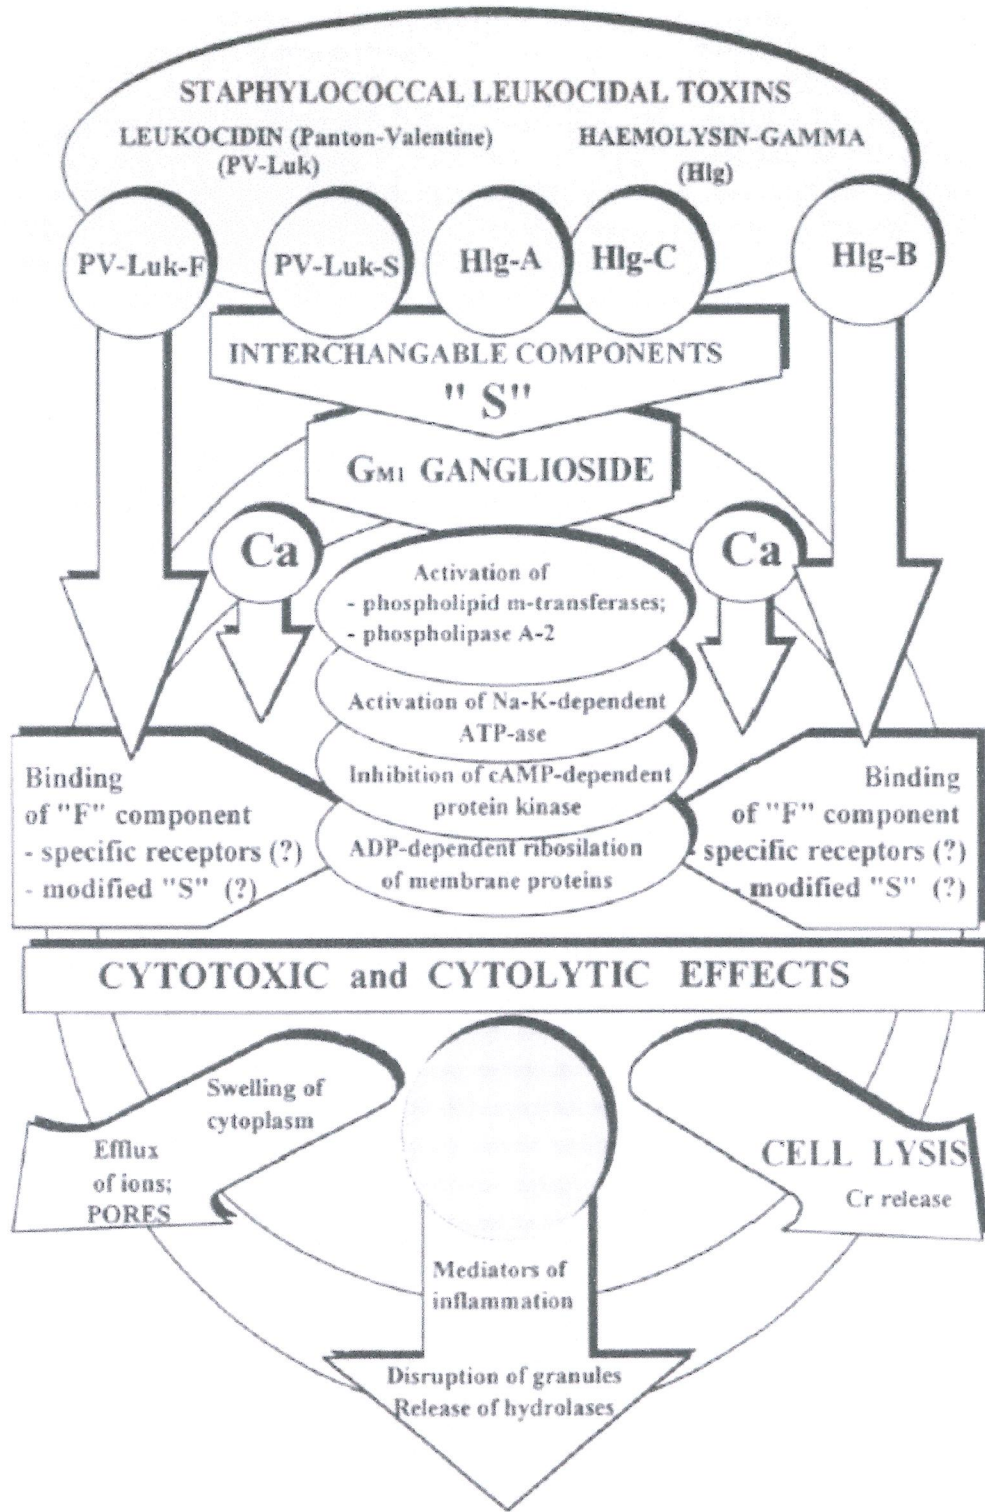 STAPHYLOCOCCAL LEUKOCIDAL TOXINS
LEUKOCIDIN (Panton-Valentine)
(PV-Luk)
HAEMOLYSIN-GAMMA
(Hlg)
PV-Luk-F
PV-Luk-S
Hlg-A
Hlg-C
Hlg-B
INTERCHANGABLE COMPONENTS
" S"
GM1 GANGLIOSIDE
Ca
Ca
Activation of
- phospholipid m-transferases;
- phospholipase A-2
Activation of Na-K-dependent
ATP-ase
Inhibition of cAMP-dependent
protein kinase
ADP-dependent ribosilation
of membrane proteins
Binding
of "F" component
- specific receptors (?)
- modified "S" (?)
Binding
of "F" component
- specific receptors (?)
- modified "S" (?)
CYTOTOXIC and CYTOLYTIC EFFECTS
Swelling of
cytoplasm
Efflux
of ions;
PORES
CELL LYSIS
Cr release
Mediators of
inflammation
Disruption of granules
Release of hydrolases